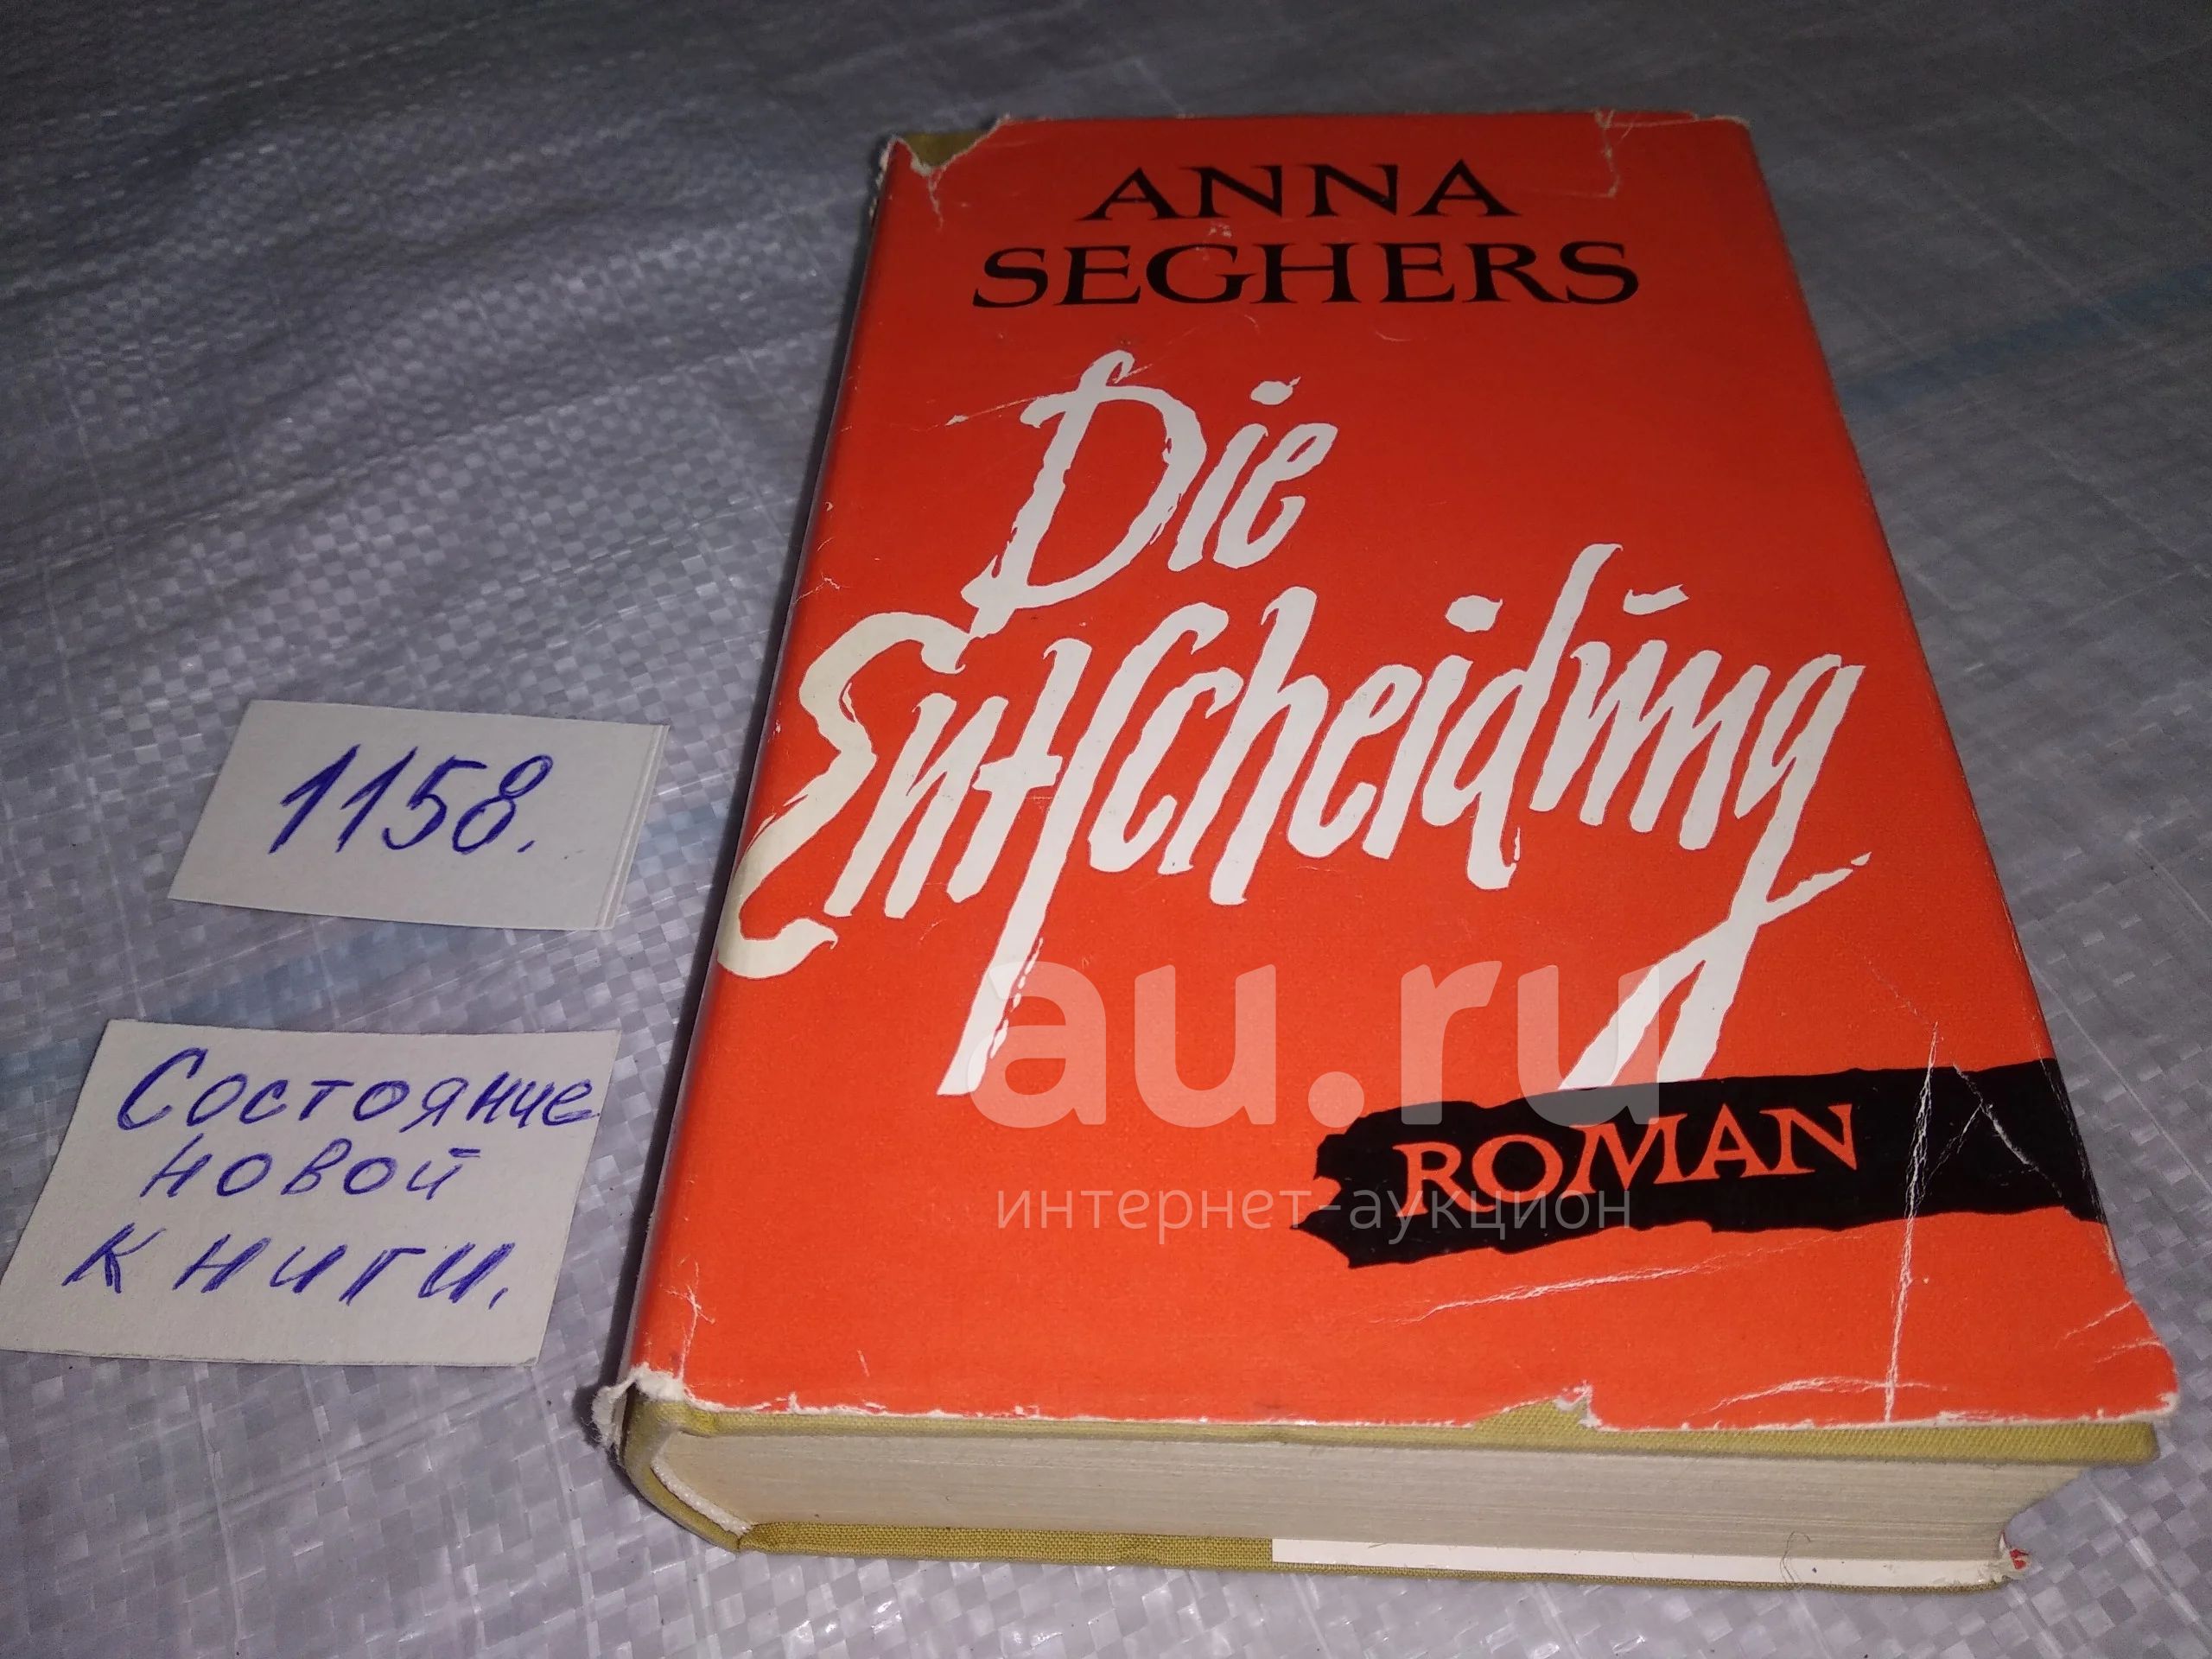 ANNA
SEGHERS
Die
Entscheidung
ROMAN
1158.
Состояние
новой
книги.
au.ru
интернет-аукцион